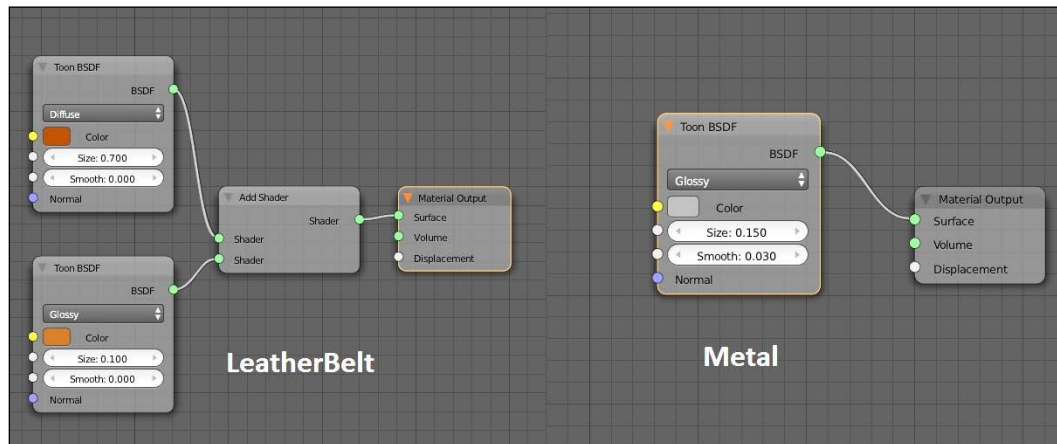 Toon BSDF
BSDF
Diffuse
Color
Size: 0.700
Smooth: 0.000
Normal
Add Shader
Shader
Shader
Shader
Material Output
Surface
Volume
Displacement
Toon BSDF
BSDF
Glossy
Color
Size: 0.100
Smooth: 0.000
Normal
LeatherBelt
Toon BSDF
BSDF
Glossy
Color
Size: 0.150
Smooth: 0.030
Normal
Material Output
Surface
Volume
Displacement
Metal